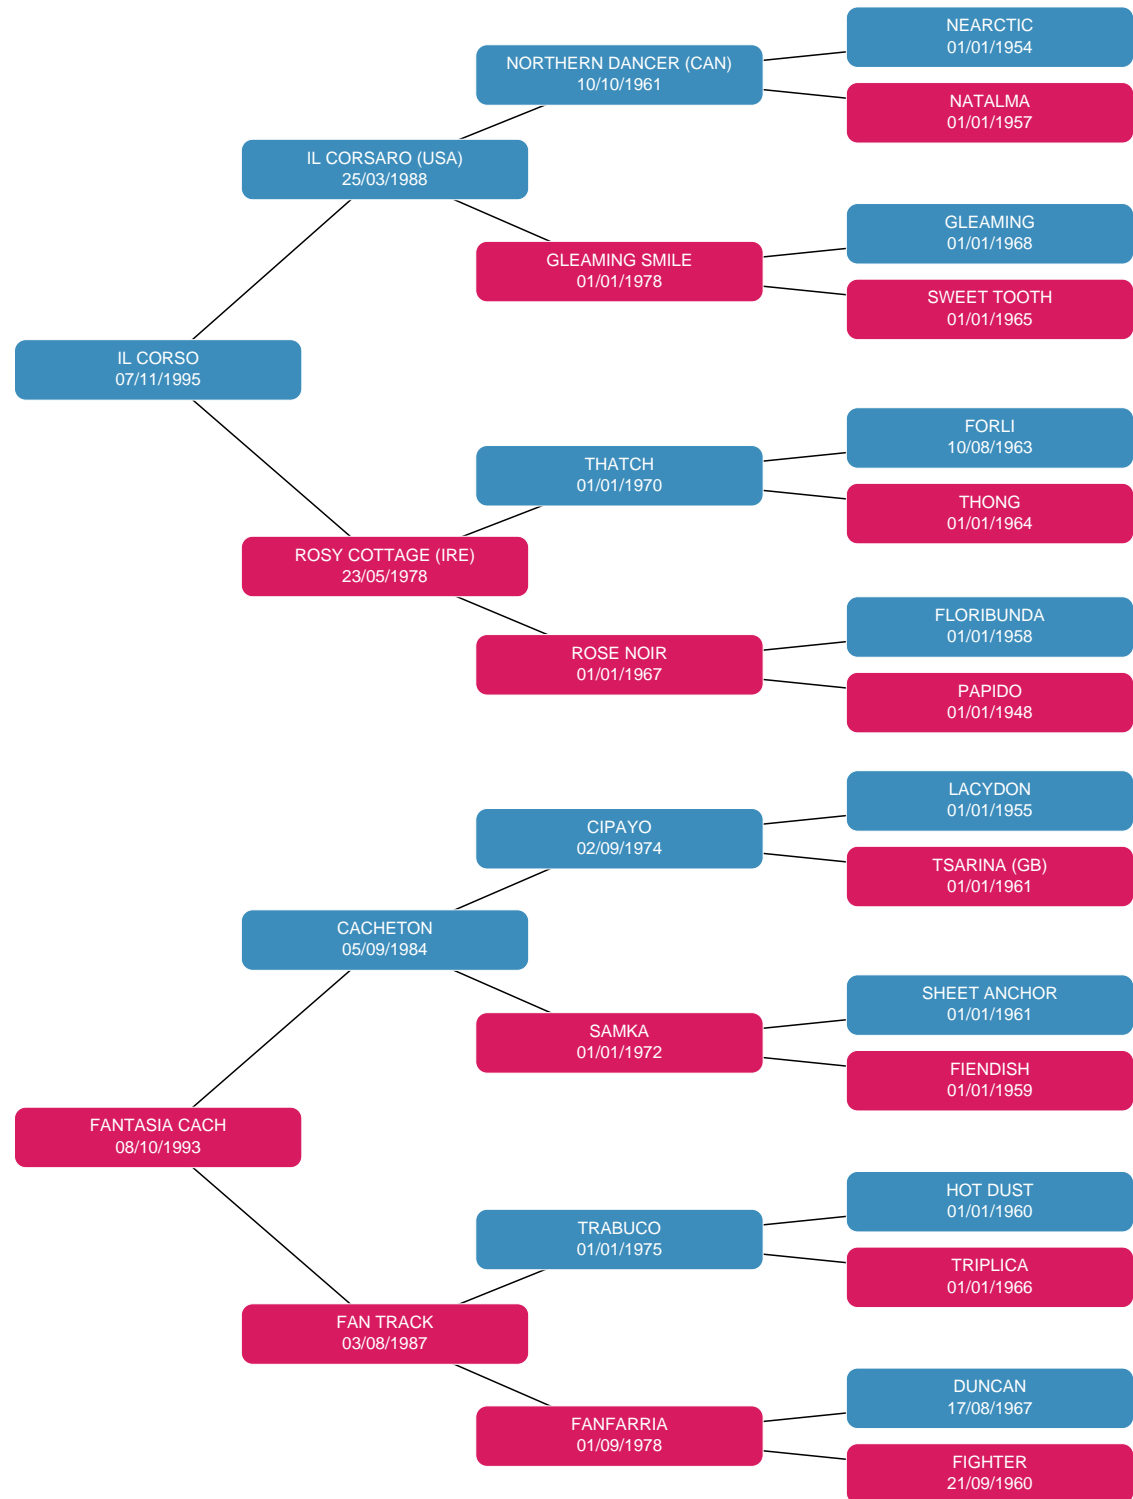 NEARCTIC
01/01/1954
NORTHERN DANCER (CAN)
10/10/1961
NATALMA
01/01/1957
IL CORSARO (USA)
25/03/1988
GLEAMING
01/01/1968
GLEAMING SMILE
01/01/1978
SWEET TOOTH
01/01/1965
IL CORSO
07/11/1995
FORLI
10/08/1963
THATCH
01/01/1970
THONG
01/01/1964
ROSY COTTAGE (IRE)
23/05/1978
FLORIBUNDA
01/01/1958
ROSE NOIR
01/01/1967
PAPIDO
01/01/1948
LACYDON
01/01/1955
CIPAYO
02/09/1974
TSARINA (GB)
01/01/1961
CACHETON
05/09/1984
SHEET ANCHOR
01/01/1961
SAMKA
01/01/1972
FIENDISH
01/01/1959
FANTASIA CACH
08/10/1993
HOT DUST
01/01/1960
TRABUCO
01/01/1975
TRIPLICA
01/01/1966
FAN TRACK
03/08/1987
DUNCAN
17/08/1967
FANFARRIA
01/09/1978
FIGHTER
21/09/1960